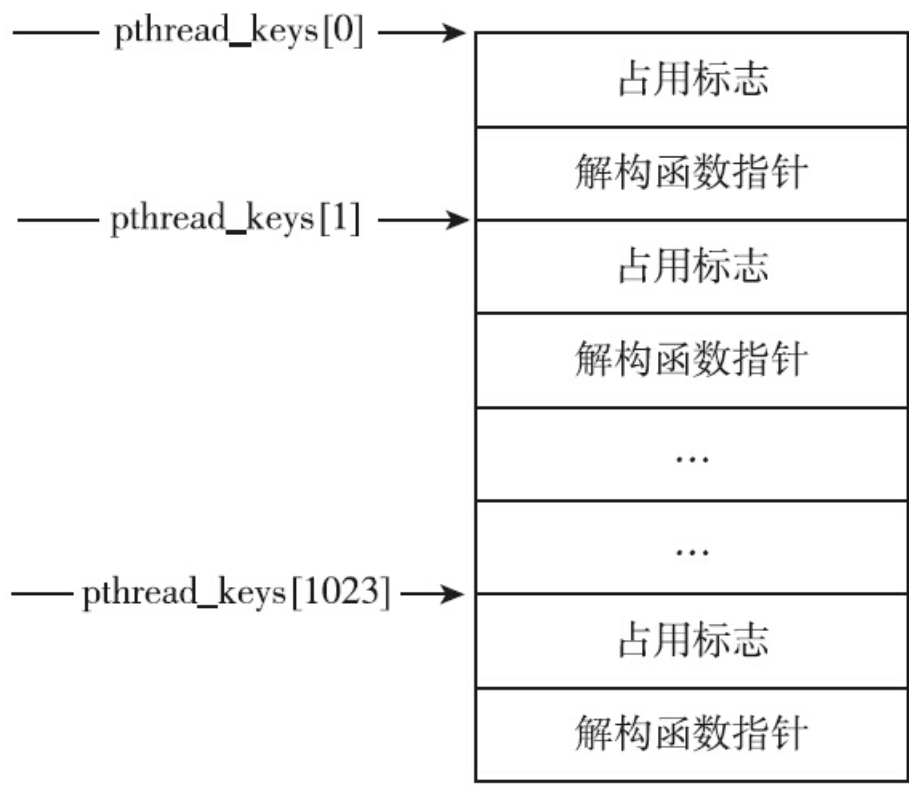 pthread_keys[0]
占用标志
解构函数指针
pthread_keys[1]
占用标志
解构函数指针
…
…
pthread_keys[1023]
占用标志
解构函数指针